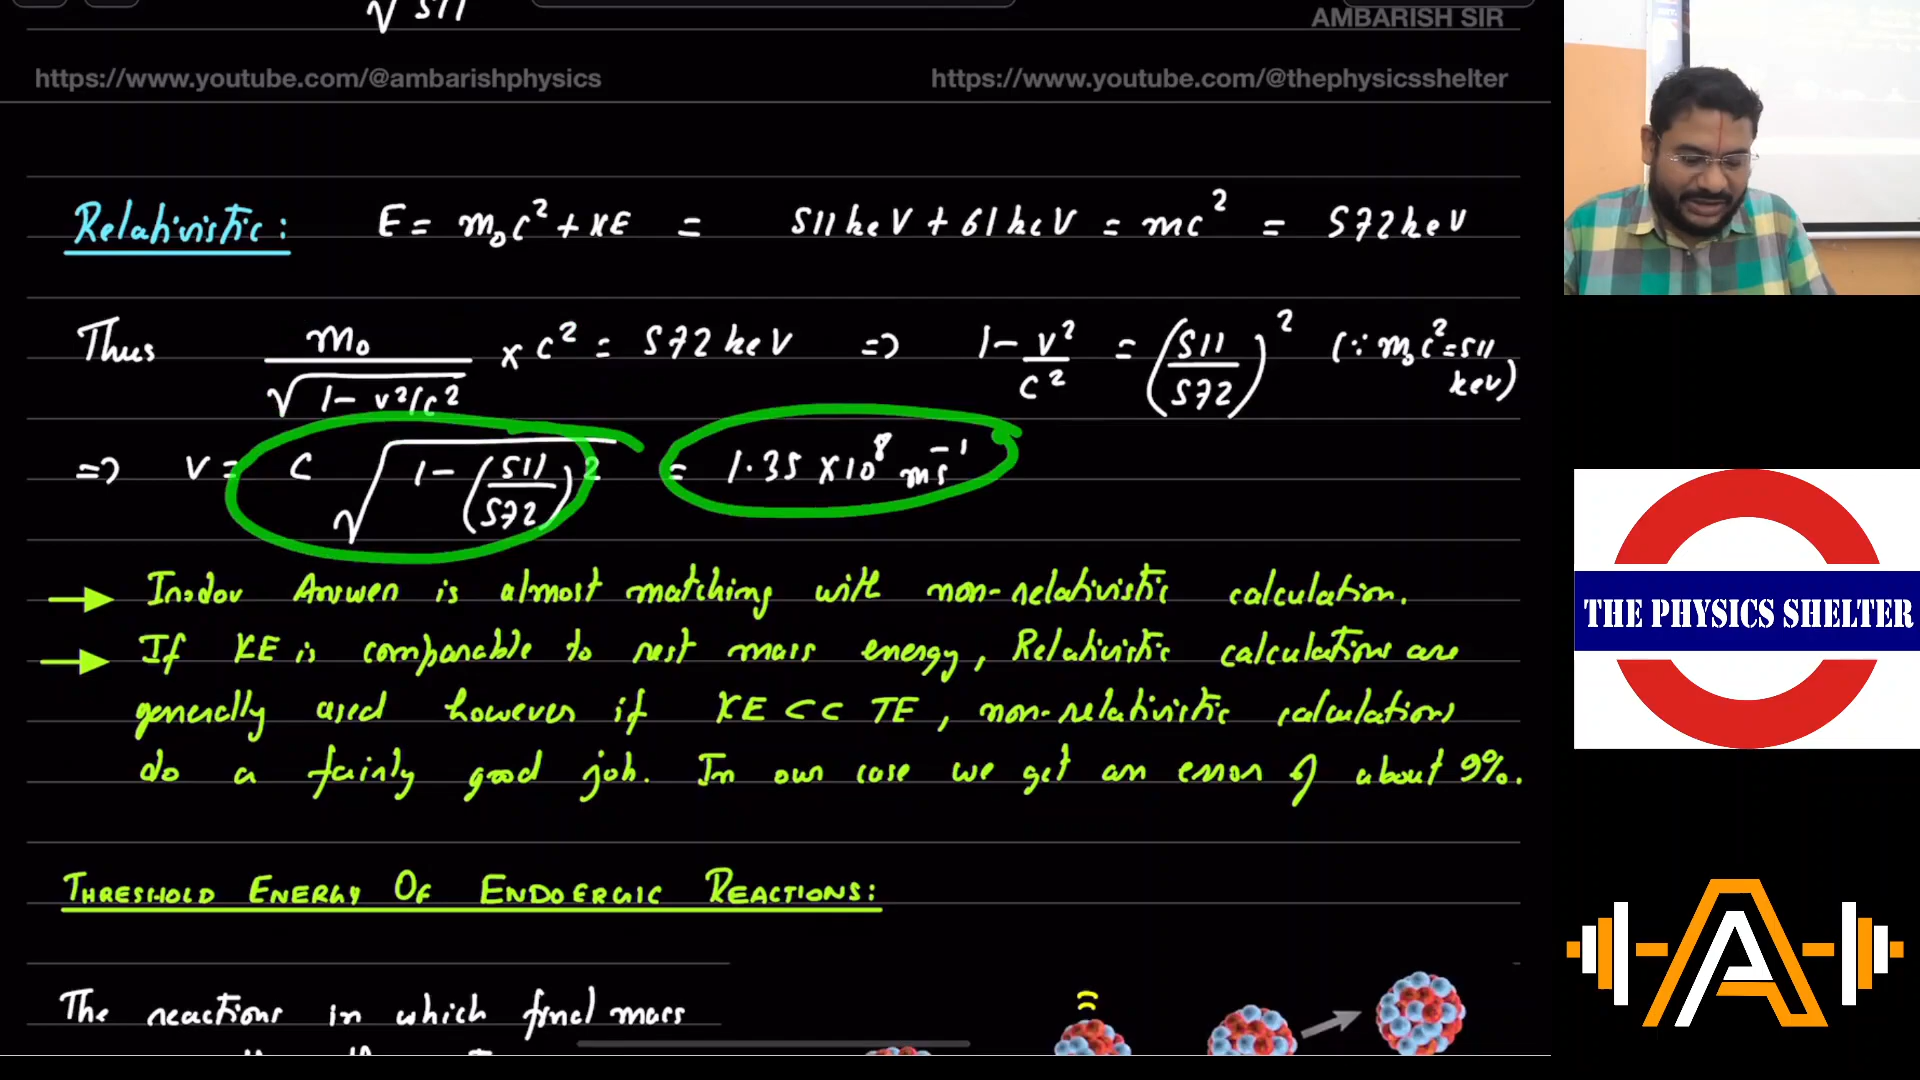 √511
AMBARISH SIR
https://www.youtube.com/@ambarishphysics
https://www.youtube.com/@thephysicsshelter
Relativistic: E = m₀c² + KE = 511 keV + 61 keV = mc² = 572 keV
Thus m₀/√(1 - v²/c²) × c² = 572 keV => 1 - v²/c² = (511/572)² (∵ m₀c² = 511 keV)
=> v = c √(1 - (511/572)²) = 1.35 × 10⁸ ms⁻¹
→ Answer is almost matching with non-relativistic calculation.
→ If KE is comparable to rest mass energy, Relativistic calculations are
generally used however if KE << TE, non-relativistic calculations
do a fairly good job. In our case we get an error of about 9%.
THRESHOLD ENERGY OF ENDOERGIC REACTIONS:
The reactions in which final mass
THE PHYSICS SHELTER